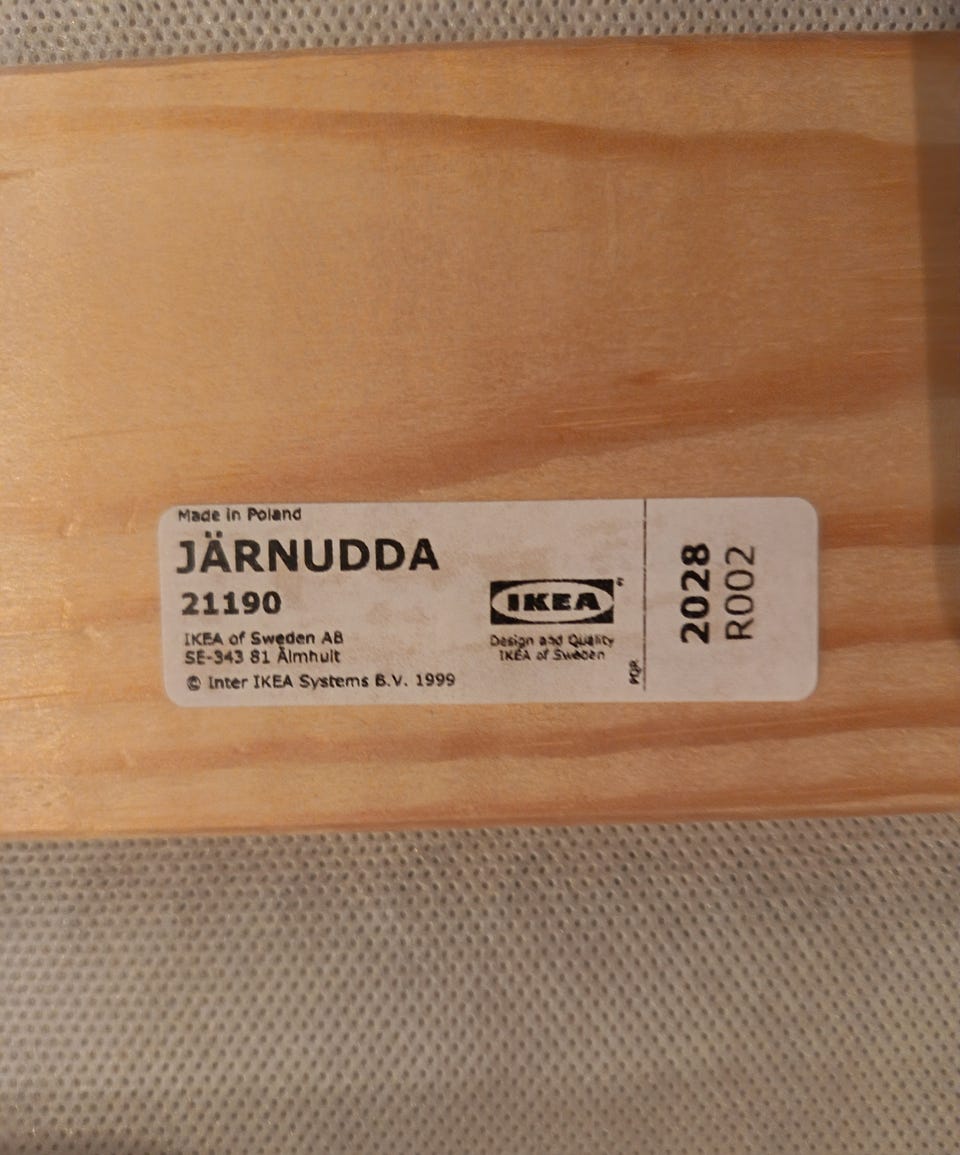 Made in Poland
JÄRNUDDA
21190
IKEA of Sweden AB
SE-343 81 Älmhult
© Inter IKEA Systems B.V. 1999
IKEA
Design and Quality
IKEA of Sweden
PQR
2028
R002